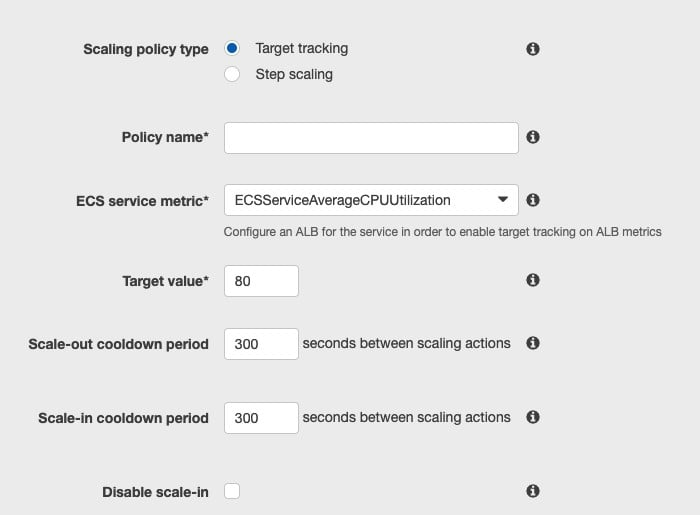 Scaling policy type Target tracking
Step scaling
Policy name*
ECS service metric* ECSServiceAverageCPUUtilization
Configure an ALB for the service in order to enable target tracking on ALB metrics
Target value* 80
Scale-out cooldown period 300 seconds between scaling actions
Scale-in cooldown period 300 seconds between scaling actions
Disable scale-in